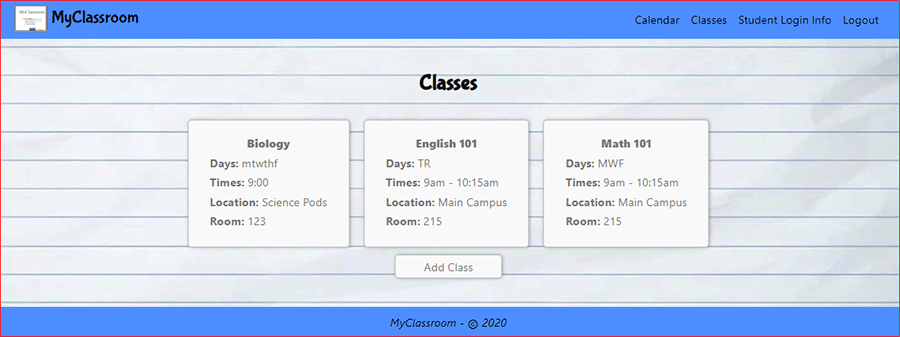 MyClassroom
Calendar Classes Student Login Info Logout
Classes
Biology
Days: mtwthf
Times: 9:00
Location: Science Pods
Room: 123
English 101
Days: TR
Times: 9am - 10:15am
Location: Main Campus
Room: 215
Math 101
Days: MWF
Times: 9am - 10:15am
Location: Main Campus
Room: 215
Add Class
MyClassroom - © 2020